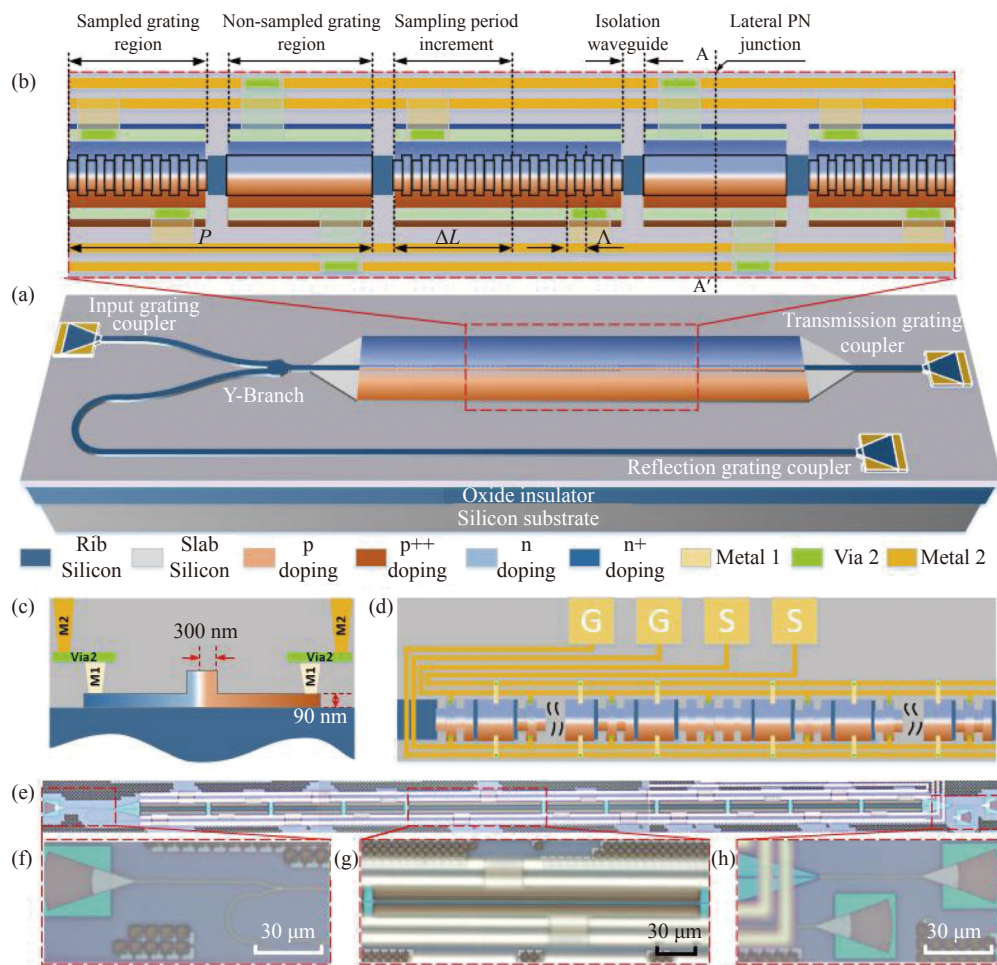 Sampled grating
region
Non-sampled grating
region
Sampling period
increment
Isolation
waveguide
Lateral PN
junction
A
(b)
P
ΔL
Λ
A′
(a)
Input grating
coupler
Transmission grating
coupler
Y-Branch
Reflection grating coupler
Oxide insulator
Silicon substrate
Rib
Silicon
Slab
Silicon
p
doping
p++
doping
n
doping
n+
doping
Metal 1
Via 2
Metal 2
(c)
M2
M2
300 nm
Via2
Via2
M1
M1
90 nm
(d)
G
G
S
S
(e)
(f)
30 μm
(g)
30 μm
(h)
30 μm